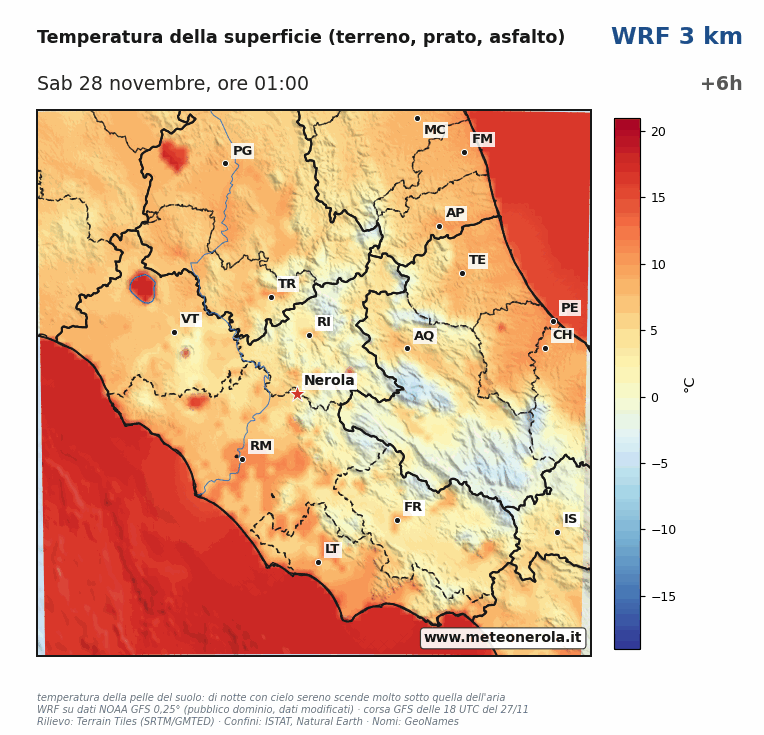 Temperatura della superficie (terreno, prato, asfalto)
WRF 3 km
Sab 28 novembre, ore 01:00
+6h
MC
FM
PG
AP
TE
TR
PE
VT
RI
AQ
CH
Nerola
RM
FR
IS
LT
www.meteonerola.it
20
15
10
5
0
−5
−10
−15
°C
temperatura della pelle del suolo: di notte con cielo sereno scende molto sotto quella dell'aria
WRF su dati NOAA GFS 0,25° (pubblico dominio, dati modificati) · corsa GFS delle 18 UTC del 27/11
Rilievo: Terrain Tiles (SRTM/GMTED) · Confini: ISTAT, Natural Earth · Nomi: GeoNames